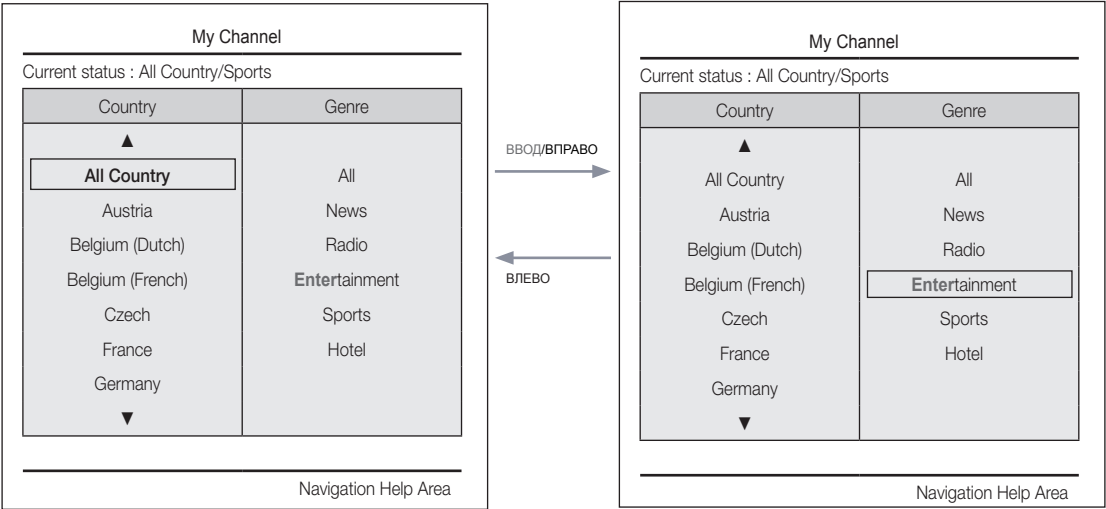 My Channel
Current status : All Country/Sports
Country Genre
▲
All Country All
Austria News
Belgium (Dutch) Radio
Belgium (French) Entertainment
Czech Sports
France Hotel
Germany
▼
Navigation Help Area
ВВОД/ВПРАВО
ВЛЕВО
My Channel
Current status : All Country/Sports
Country Genre
▲
All Country All
Austria News
Belgium (Dutch) Radio
Belgium (French) Entertainment
Czech Sports
France Hotel
Germany
▼
Navigation Help Area